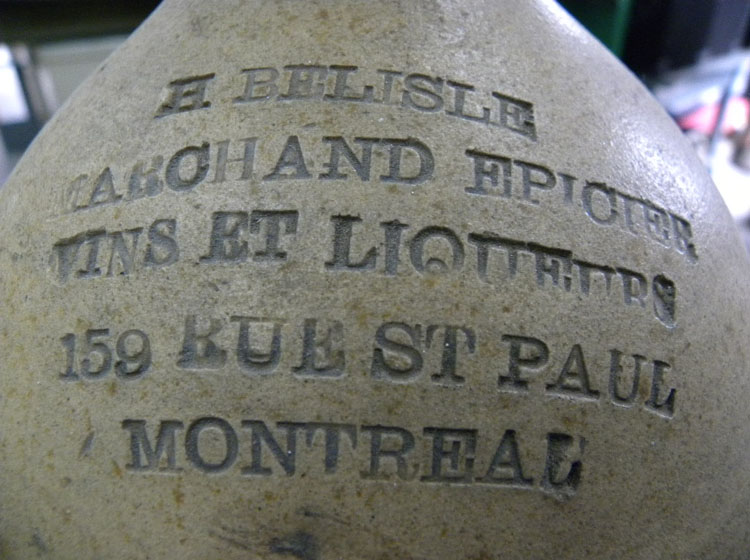 H BELISLE
MARCHAND EPICIER
VINS ET LIQUEURS
159 RUE ST PAUL
MONTREAL